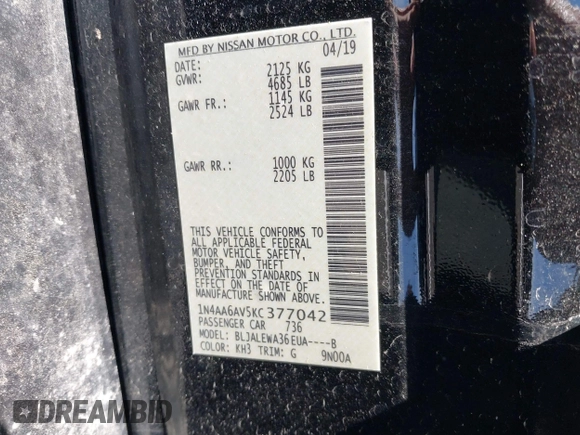 MFD BY NISSAN MOTOR CO., LTD.
DATE: 04/19
GVWR: 2125 KG
4685 LB
GAWR FR.: 1145 KG
2524 LB
GAWR RR.: 1000 KG
2205 LB
THIS VEHICLE CONFORMS TO
ALL APPLICABLE FEDERAL
MOTOR VEHICLE SAFETY,
BUMPER, AND THEFT
PREVENTION STANDARDS IN
EFFECT ON THE DATE OF
MANUFACTURE SHOWN ABOVE.
1N4AA6AV5KC377042
PASSENGER CAR 736
MODEL: BLJALEWA36EUA----B
COLOR: KH3 TRIM: G 9N00A
DREAMBID